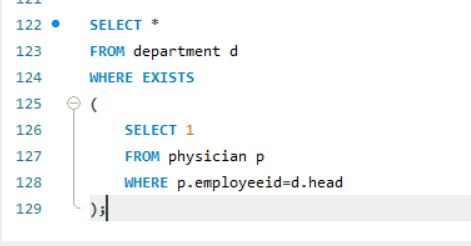 122 SELECT *
123 FROM department d
124 WHERE EXISTS
125 (
126 SELECT 1
127 FROM physician p
128 WHERE p.employeeid=d.head
129 );